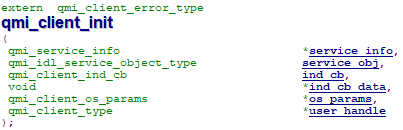 extern qmi_client_error_type
qmi_client_init
(
qmi_service_info *service_info,
qmi_idl_service_object_type service_obj,
qmi_client_ind_cb ind_cb,
void *ind_cb_data,
qmi_client_os_params *os_params,
qmi_client_type *user_handle
);